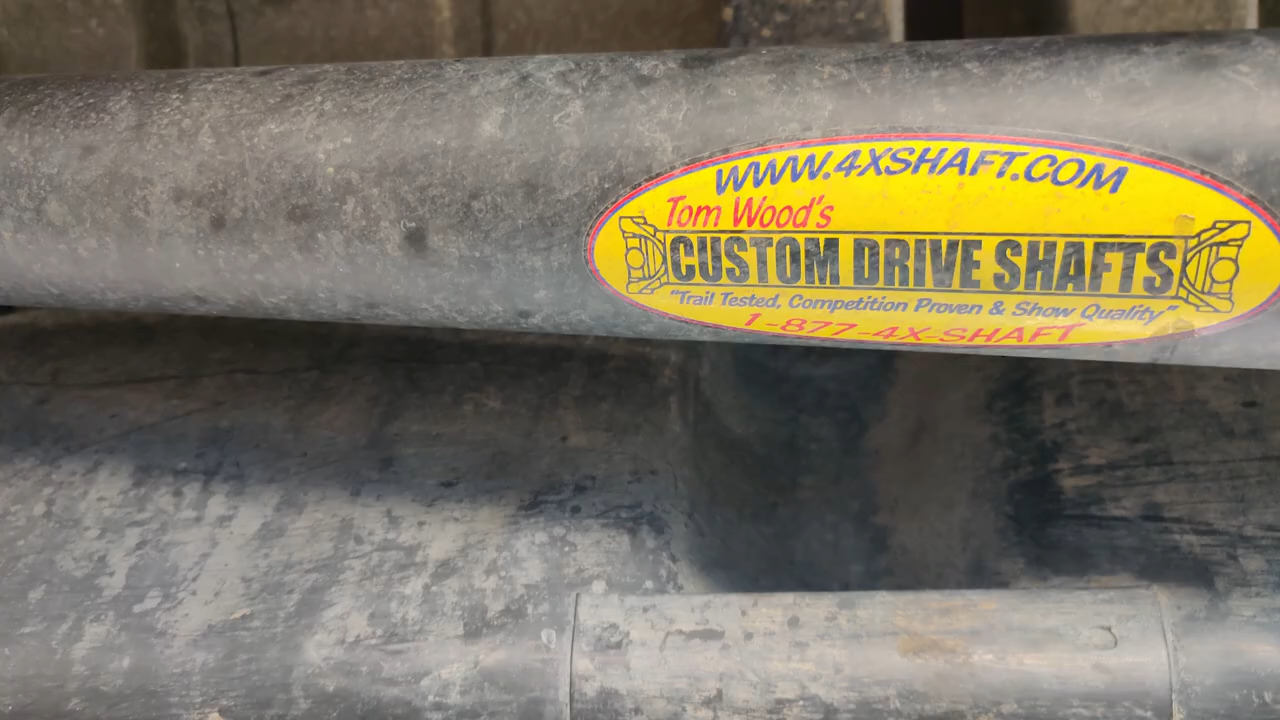 WWW.4XSHAFT.COM
Tom Wood's
CUSTOM DRIVE SHAFTS
"Trail Tested, Competition Proven & Show Quality"
1-877-4X-SHAFT